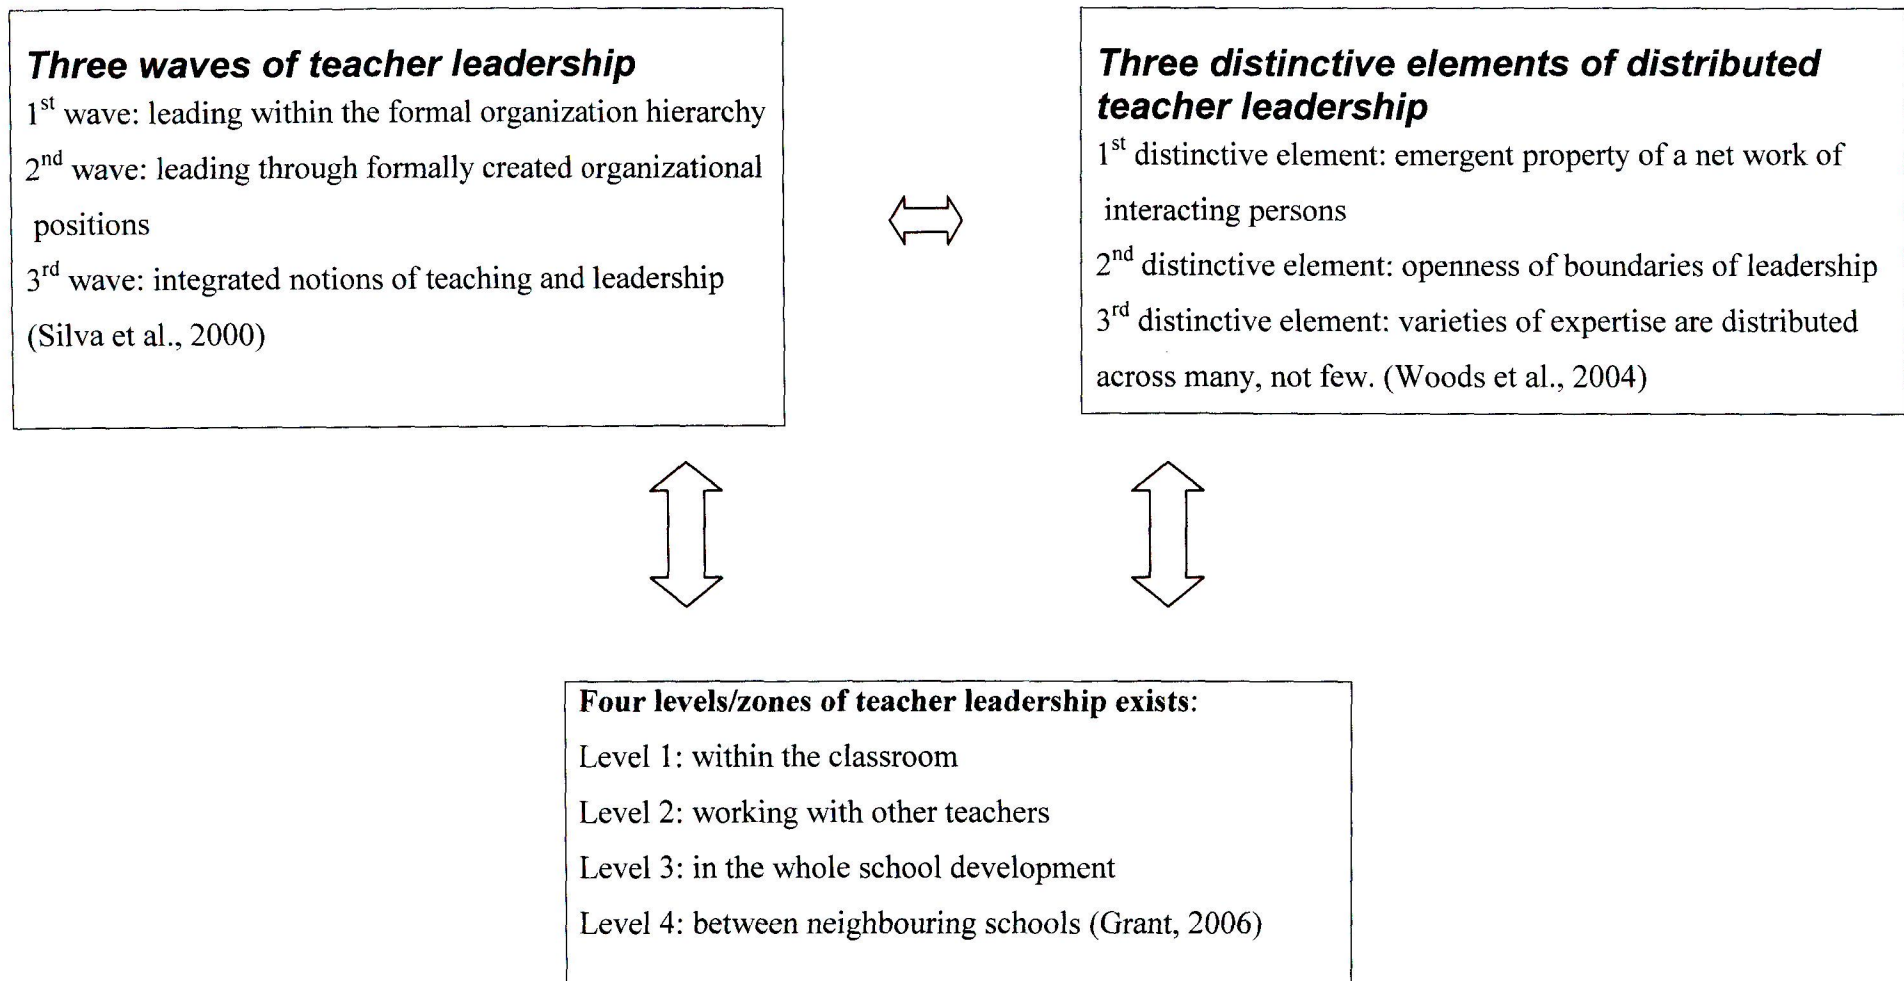 Three waves of teacher leadership
1st wave: leading within the formal organization hierarchy
2nd wave: leading through formally created organizational
positions
3rd wave: integrated notions of teaching and leadership
(Silva et al., 2000)
Three distinctive elements of distributed
teacher leadership
1st distinctive element: emergent property of a net work of
interacting persons
2nd distinctive element: openness of boundaries of leadership
3rd distinctive element: varieties of expertise are distributed
across many, not few. (Woods et al., 2004)
Four levels/zones of teacher leadership exists:
Level 1: within the classroom
Level 2: working with other teachers
Level 3: in the whole school development
Level 4: between neighbouring schools (Grant, 2006)